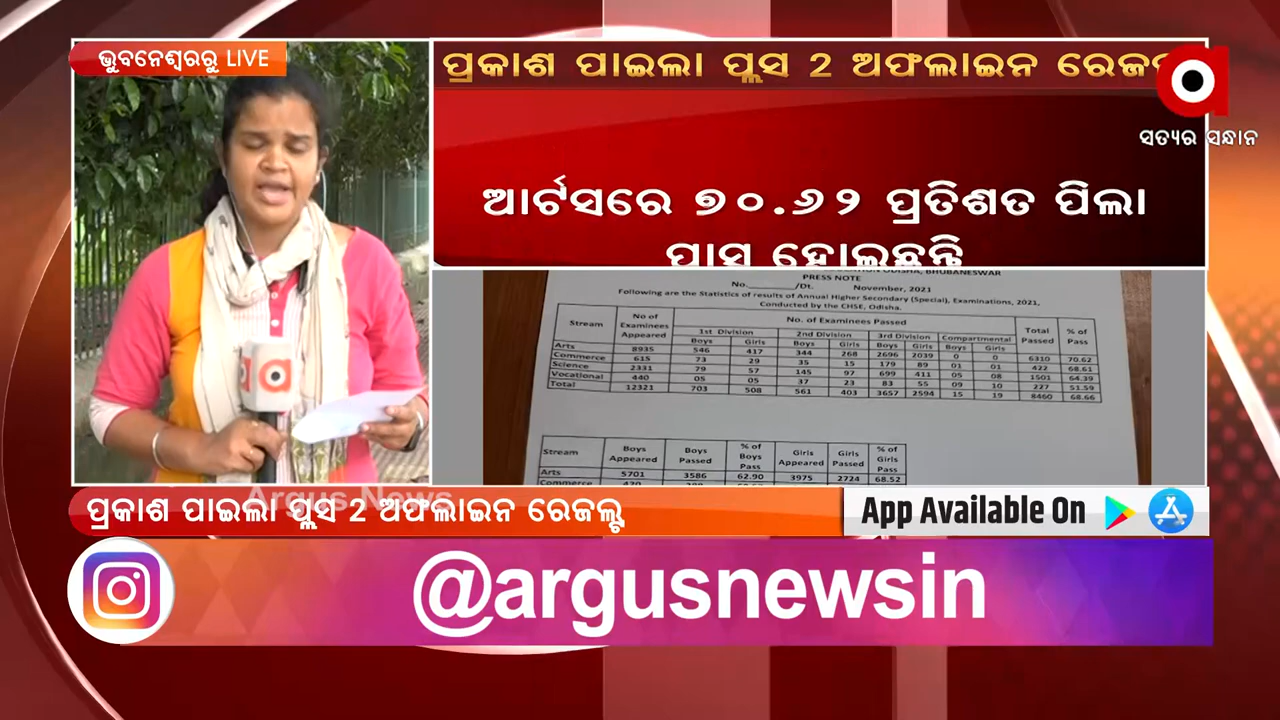 ଭୁବନେଶ୍ୱରରୁ LIVE
ପ୍ରକାଶ ପାଇଲା ପ୍ଲସ 2 ଅଫଲାଇନ
ସତ୍ୟର ସନ୍ଧାନ
ଆର୍ଟସରେ ୭୦.୬୨ ପ୍ରତିଶତ ପିଲା
ପାସ୍ ହୋଇଛନ୍ତି
BHUBANESWAR
PRESS NOTE
No. /Dt. November, 2021
Following are the Statistics of results of Annual Higher Secondary (Special), Examinations, 2021,
Conducted by the CHSE, Odisha.
Stream No of Examinees Appeared No. of Examinees Passed Total Passed % of Pass
1st Division 2nd Division 3rd Division Compartmental
Boys Girls Boys Girls Boys Girls Boys Girls
Arts 8935 546 417 344 268 2696 2039 0 0 6310 70.62
Commerce 615 73 29 35 15 179 89 01 01 422 68.61
Science 2331 79 57 145 97 699 411 05 08 1501 64.39
Vocational 440 05 05 37 23 83 55 09 10 227 51.59
Total 12321 703 508 561 403 3657 2594 15 19 8460 68.66
Stream Boys Appeared Boys Passed % of Boys Pass Girls Appeared Girls Passed % of Girls Pass
Arts 5701 3586 62.90 3975 2724 68.52
Commerce
Argus News
ପ୍ରକାଶ ପାଇଲା ପ୍ଲସ 2 ଅଫଲାଇନ ରେଜଲ୍ଟ
App Available On
@argusnewsin